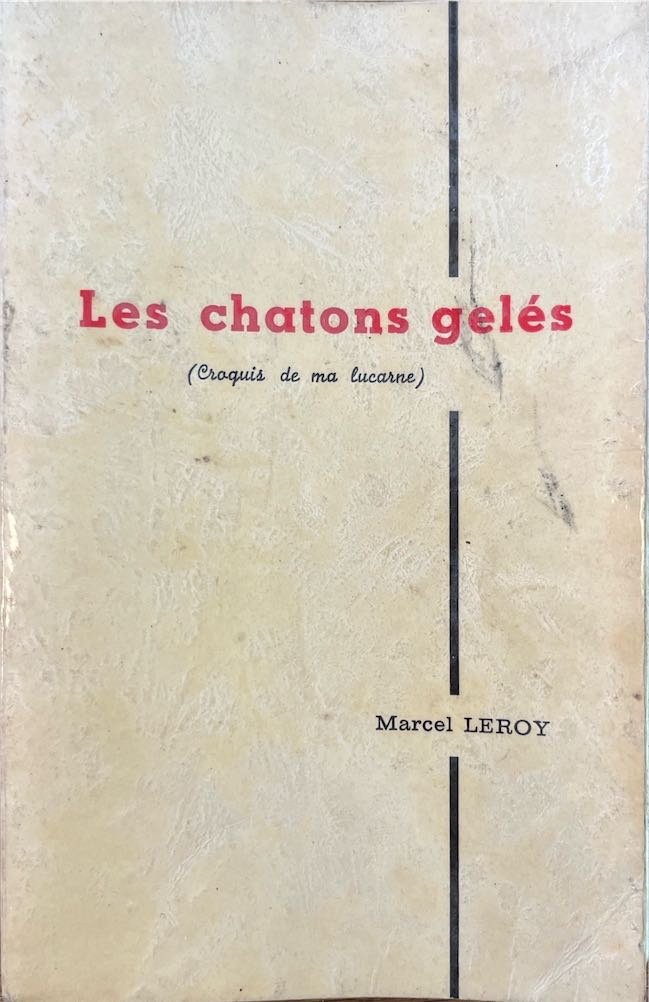 Les chatons gelés
(Croquis de ma lucarne)
Marcel LEROY